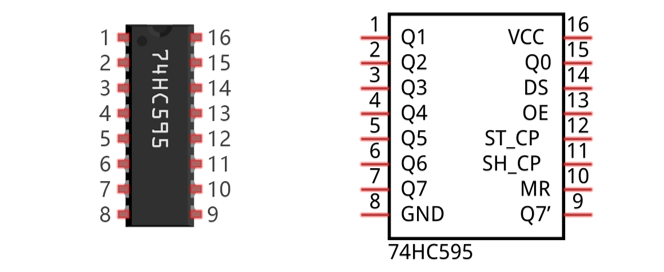 1 16
2 15
3 14
4 13
5 12
6 11
7 10
8 9
74HC595
1 Q1 VCC 16
2 Q2 Q0 15
3 Q3 DS 14
4 Q4 OE 13
5 Q5 ST_CP 12
6 Q6 SH_CP 11
7 Q7 MR 10
8 GND Q7' 9
74HC595